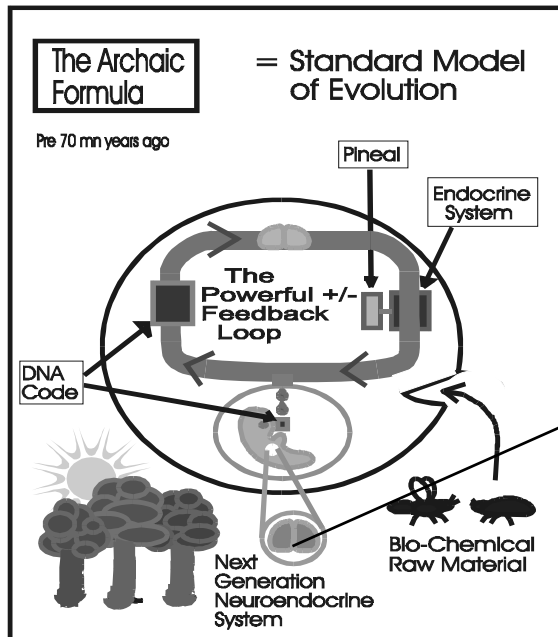 The Archaic
Formula
= Standard Model
of Evolution
Pre 70 mn years ago
Pineal
Endocrine
System
The
Powerful +/-
Feedback
Loop
DNA
Code
Bio-Chemical
Raw Material
Next
Generation
Neuroendocrine
System